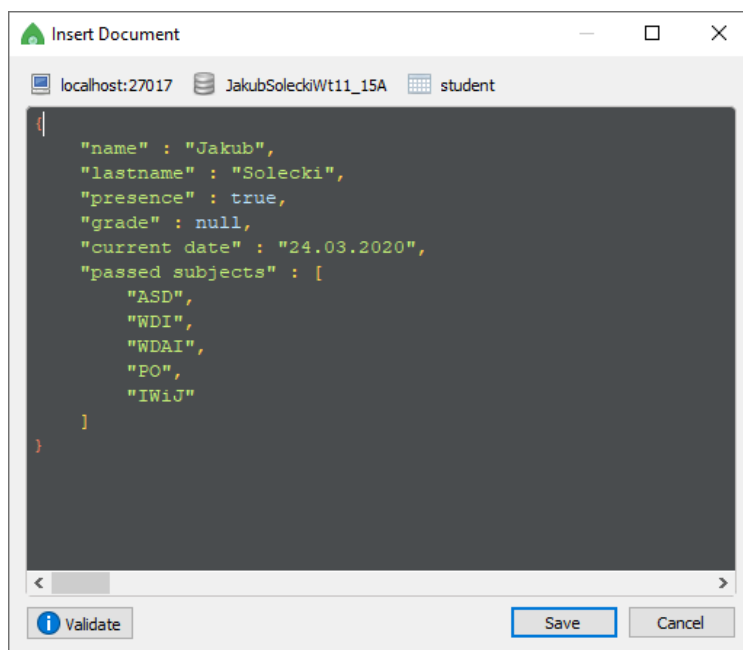 Insert Document
localhost:27017 JakubSoleckiWt11_15A student
{
    "name" : "Jakub",
    "lastname" : "Solecki",
    "presence" : true,
    "grade" : null,
    "current date" : "24.03.2020",
    "passed subjects" : [
        "ASD",
        "WDI",
        "WDAI",
        "PO",
        "IWiJ"
    ]
}
Validate Save Cancel